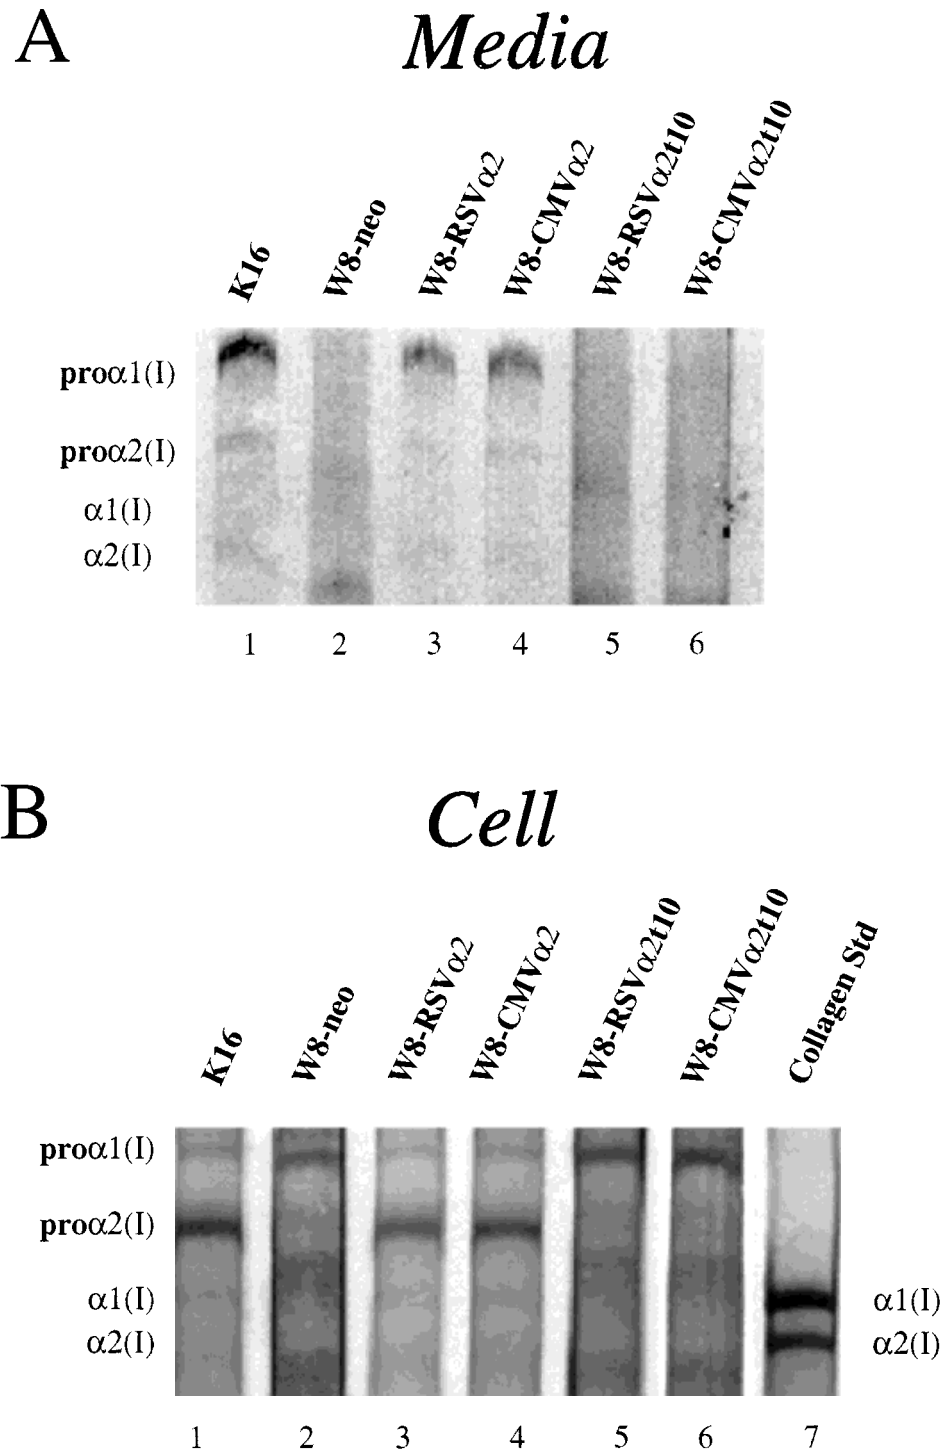 A
Media
K16
W8-neo
W8-RSVα2
W8-CMVα2
W8-RSVα2t10
W8-CMVα2t10
proα1(I)
proα2(I)
α1(I)
α2(I)
1 2 3 4 5 6
B
Cell
K16
W8-neo
W8-RSVα2
W8-CMVα2
W8-RSVα2t10
W8-CMVα2t10
Collagen Std
proα1(I)
proα2(I)
α1(I) α1(I)
α2(I) α2(I)
1 2 3 4 5 6 7